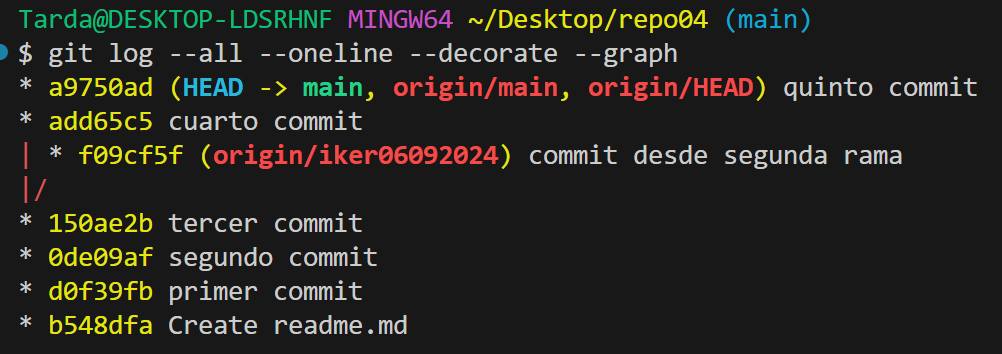 Tarda@DESKTOP-LDSRHNF MINGW64 ~/Desktop/repo04 (main)
$ git log --all --oneline --decorate --graph
* a9750ad (HEAD -> main, origin/main, origin/HEAD) quinto commit
* add65c5 cuarto commit
| * f09cf5f (origin/iker06092024) commit desde segunda rama
|/
* 150ae2b tercer commit
* 0de09af segundo commit
* d0f39fb primer commit
* b548dfa Create readme.md